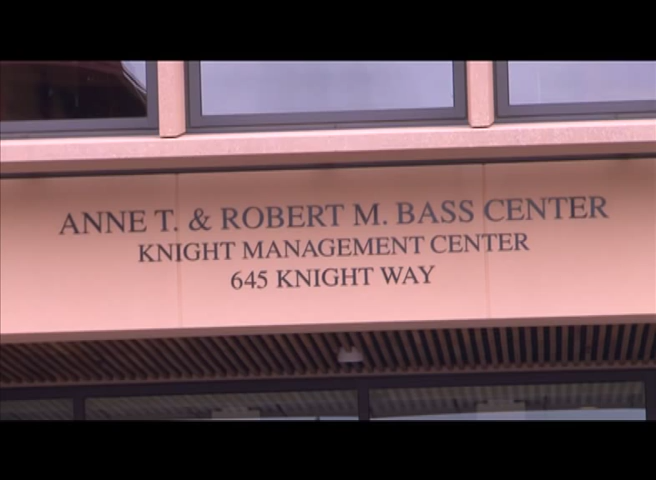 ANNE T. & ROBERT M. BASS CENTER
KNIGHT MANAGEMENT CENTER
645 KNIGHT WAY